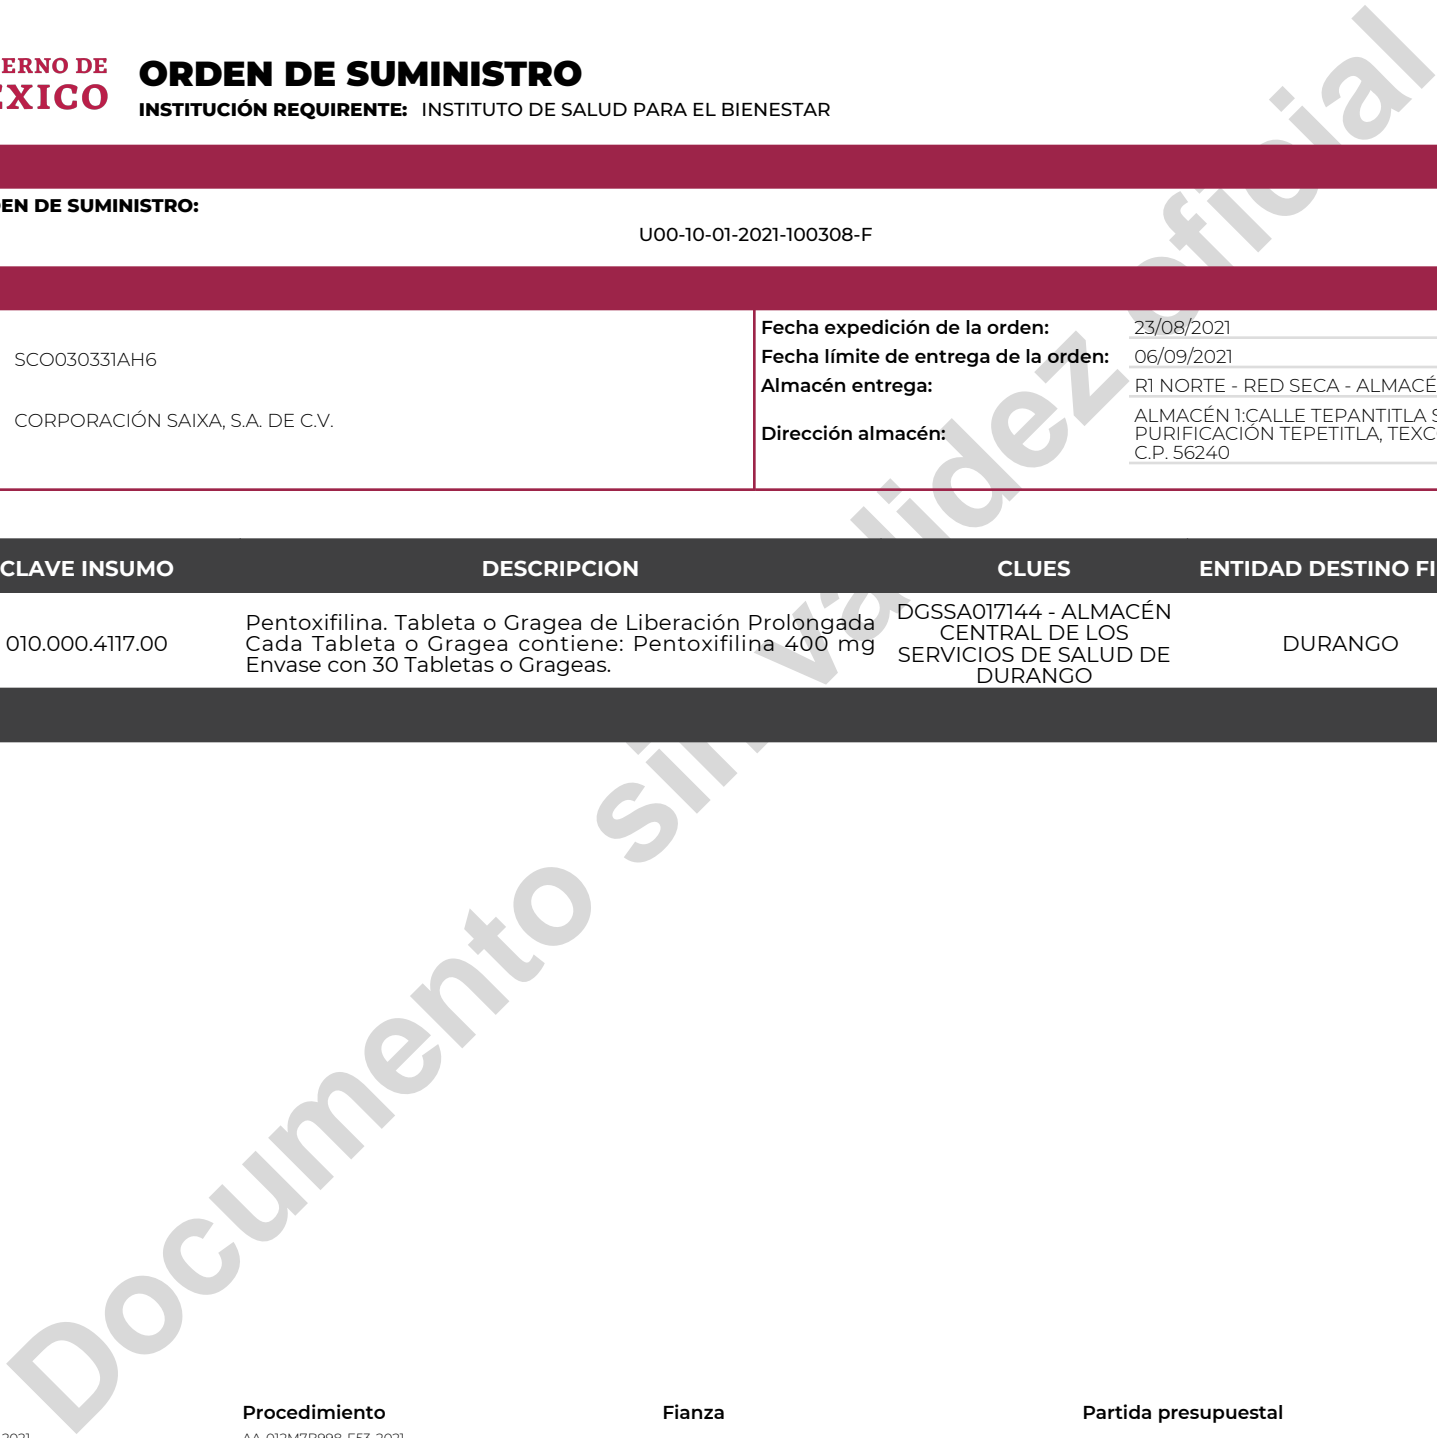 ERNO DE
ORDEN DE SUMINISTRO
EXICO
INSTITUCIÓN REQUIRENTE: INSTITUTO DE SALUD PARA EL BIENESTAR
EN DE SUMINISTRO:
U00-10-01-2021-100308-F
SCO030331AH6
CORPORACIÓN SAIXA, S.A. DE C.V.
Fecha expedición de la orden: 23/08/2021
Fecha límite de entrega de la orden: 06/09/2021
Almacén entrega: R1 NORTE - RED SECA - ALMACÉ
Dirección almacén:
ALMACÉN 1:CALLE TEPANTITLA S
PURIFICACIÓN TEPETITLA, TEXC
C.P. 56240
CLAVE INSUMO DESCRIPCION CLUES ENTIDAD DESTINO FI
010.000.4117.00
Pentoxifilina. Tableta o Gragea de Liberación Prolongada
Cada Tableta o Gragea contiene: Pentoxifilina 400 mg
Envase con 30 Tabletas o Grageas.
DGSSA017144 - ALMACÉN
CENTRAL DE LOS
SERVICIOS DE SALUD DE
DURANGO
DURANGO
Documento sin validez oficial
Procedimiento Fianza Partida presupuestal